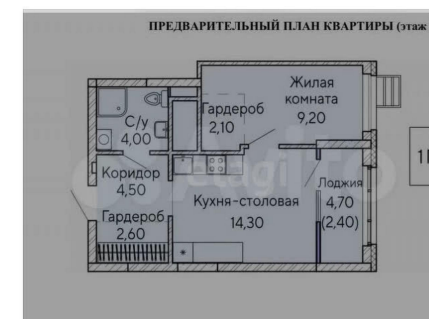 ПРЕДВАРИТЕЛЬНЫЙ ПЛАН КВАРТИРЫ (этаж
Жилая
комната
9,20
Гардероб
2,10
С/у
4,00
Коридор
4,50
Гардероб
2,60
Кухня-столовая
14,30
Лоджия
4,70
(2,40)